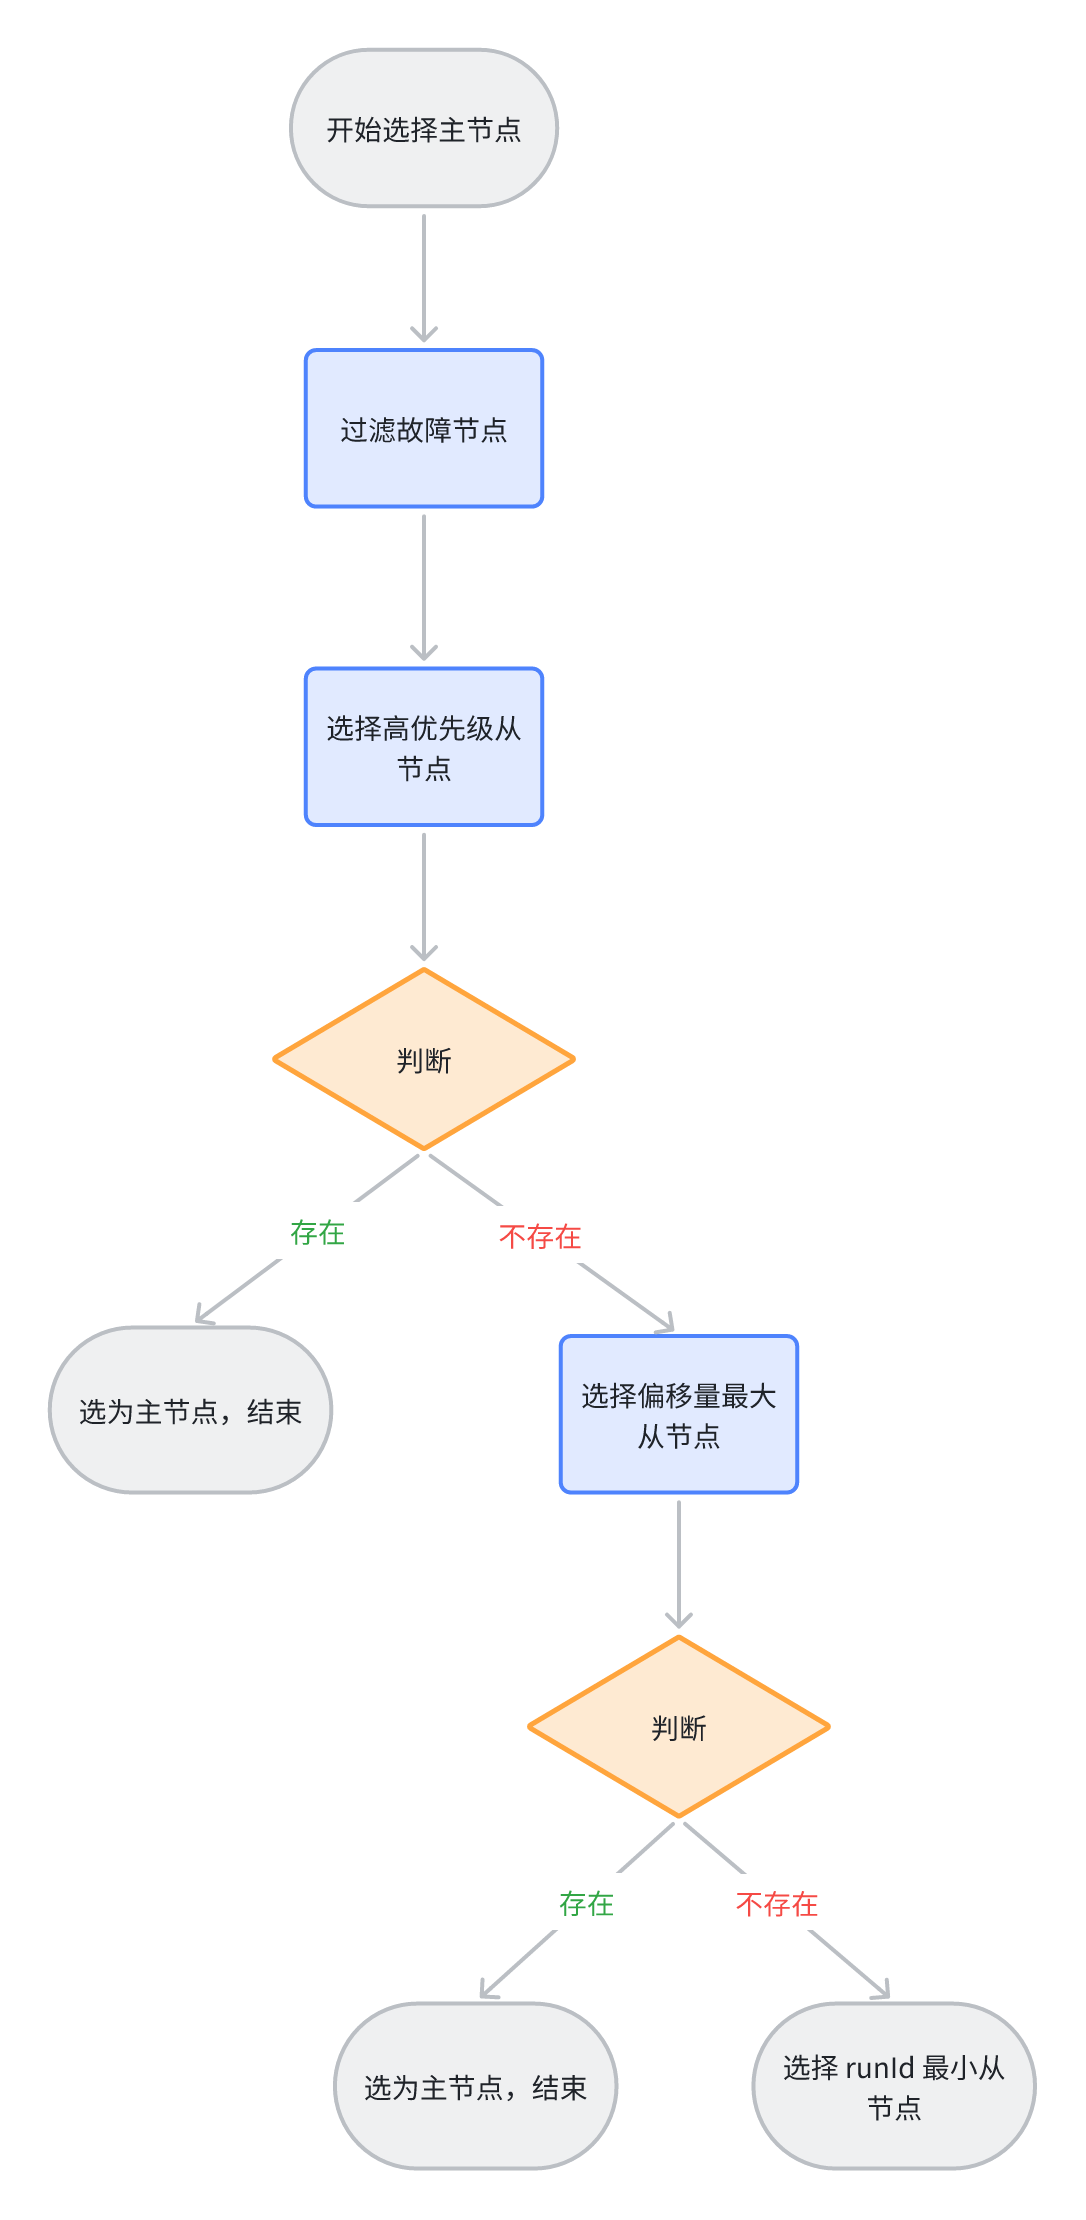 开始选择主节点
过滤故障节点
选择高优先级从
节点
判断
存在
不存在
选为主节点，结束
选择偏移量最大
从节点
判断
存在
不存在
选为主节点，结束
选择 runId 最小从
节点